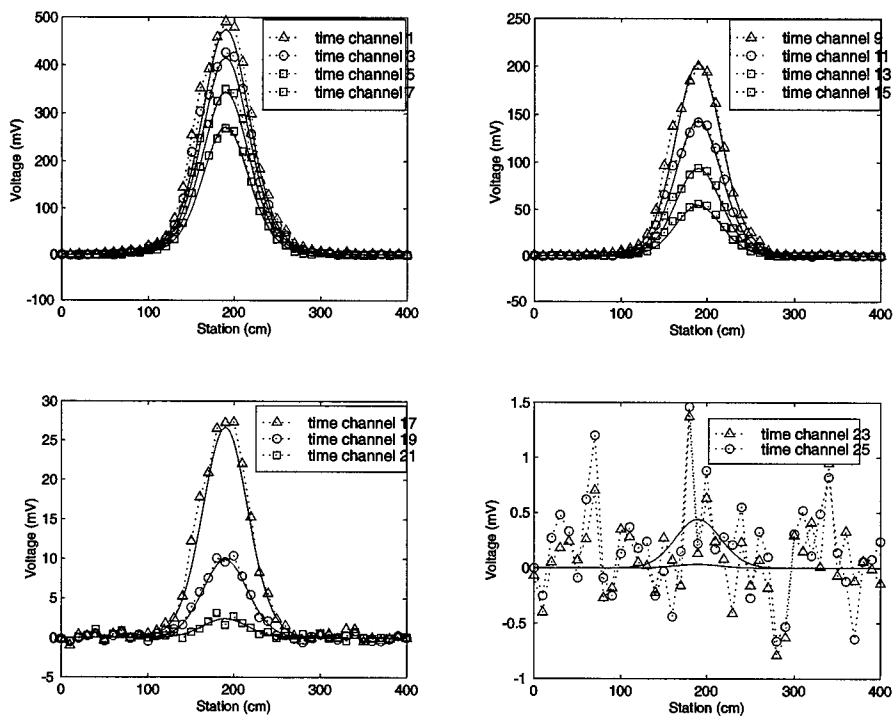 500
400
300
200
100
0
-100
Voltage (mV)
0
100
200
300
400
Station (cm)
time channel 1
time channel 3
time channel 5
time channel 7
250
200
150
100
50
0
-50
Voltage (mV)
0
100
200
300
400
Station (cm)
time channel 9
time channel 11
time channel 13
time channel 15
30
25
20
15
10
5
0
-5
Voltage (mV)
0
100
200
300
400
Station (cm)
time channel 17
time channel 19
time channel 21
1.5
1
0.5
0
-0.5
-1
Voltage (mV)
0
100
200
300
400
Station (cm)
time channel 23
time channel 25